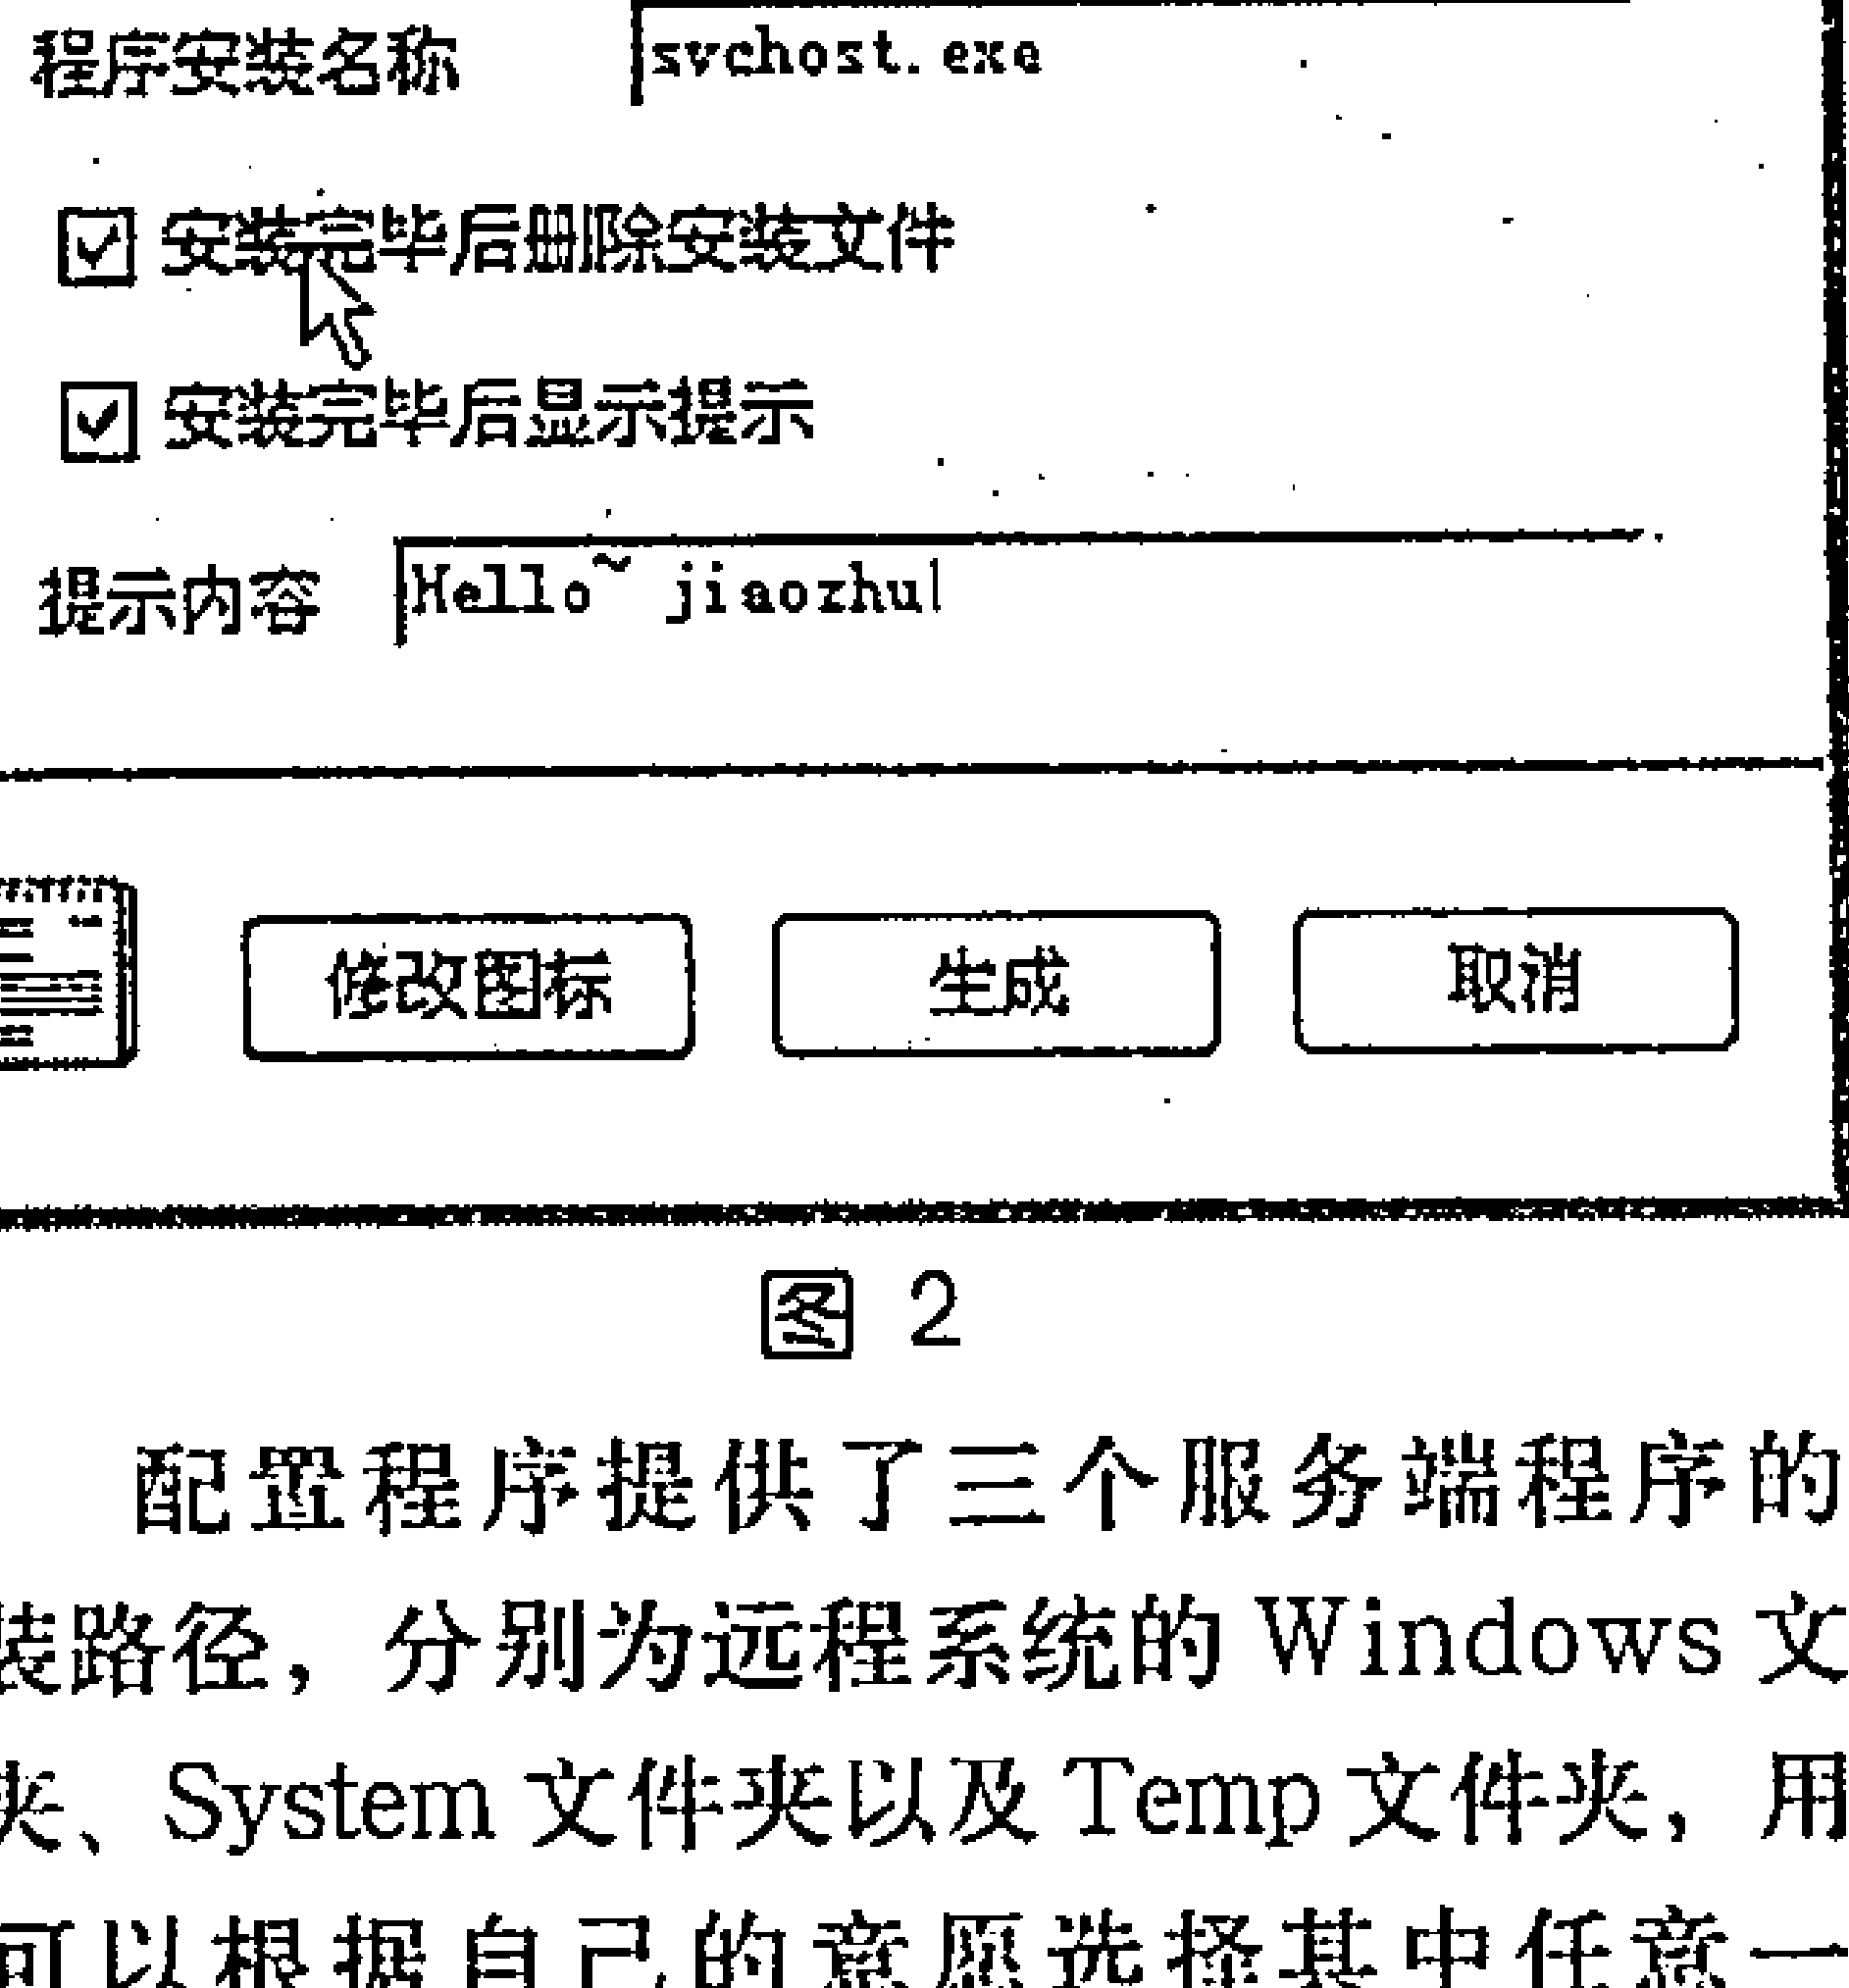 程序安装名称 svchost.exe
安装完毕后删除安装文件
安装完毕后显示提示
提示内容 Hello~ jiaozhu
修改图标 生成 取消
图 2
配置程序提供了三个服务端程序的
装路径，分别为远程系统的 Windows 文
夹、System 文件夹以及 Temp 文件夹，用
可以根据自己的意愿选择其中任意一